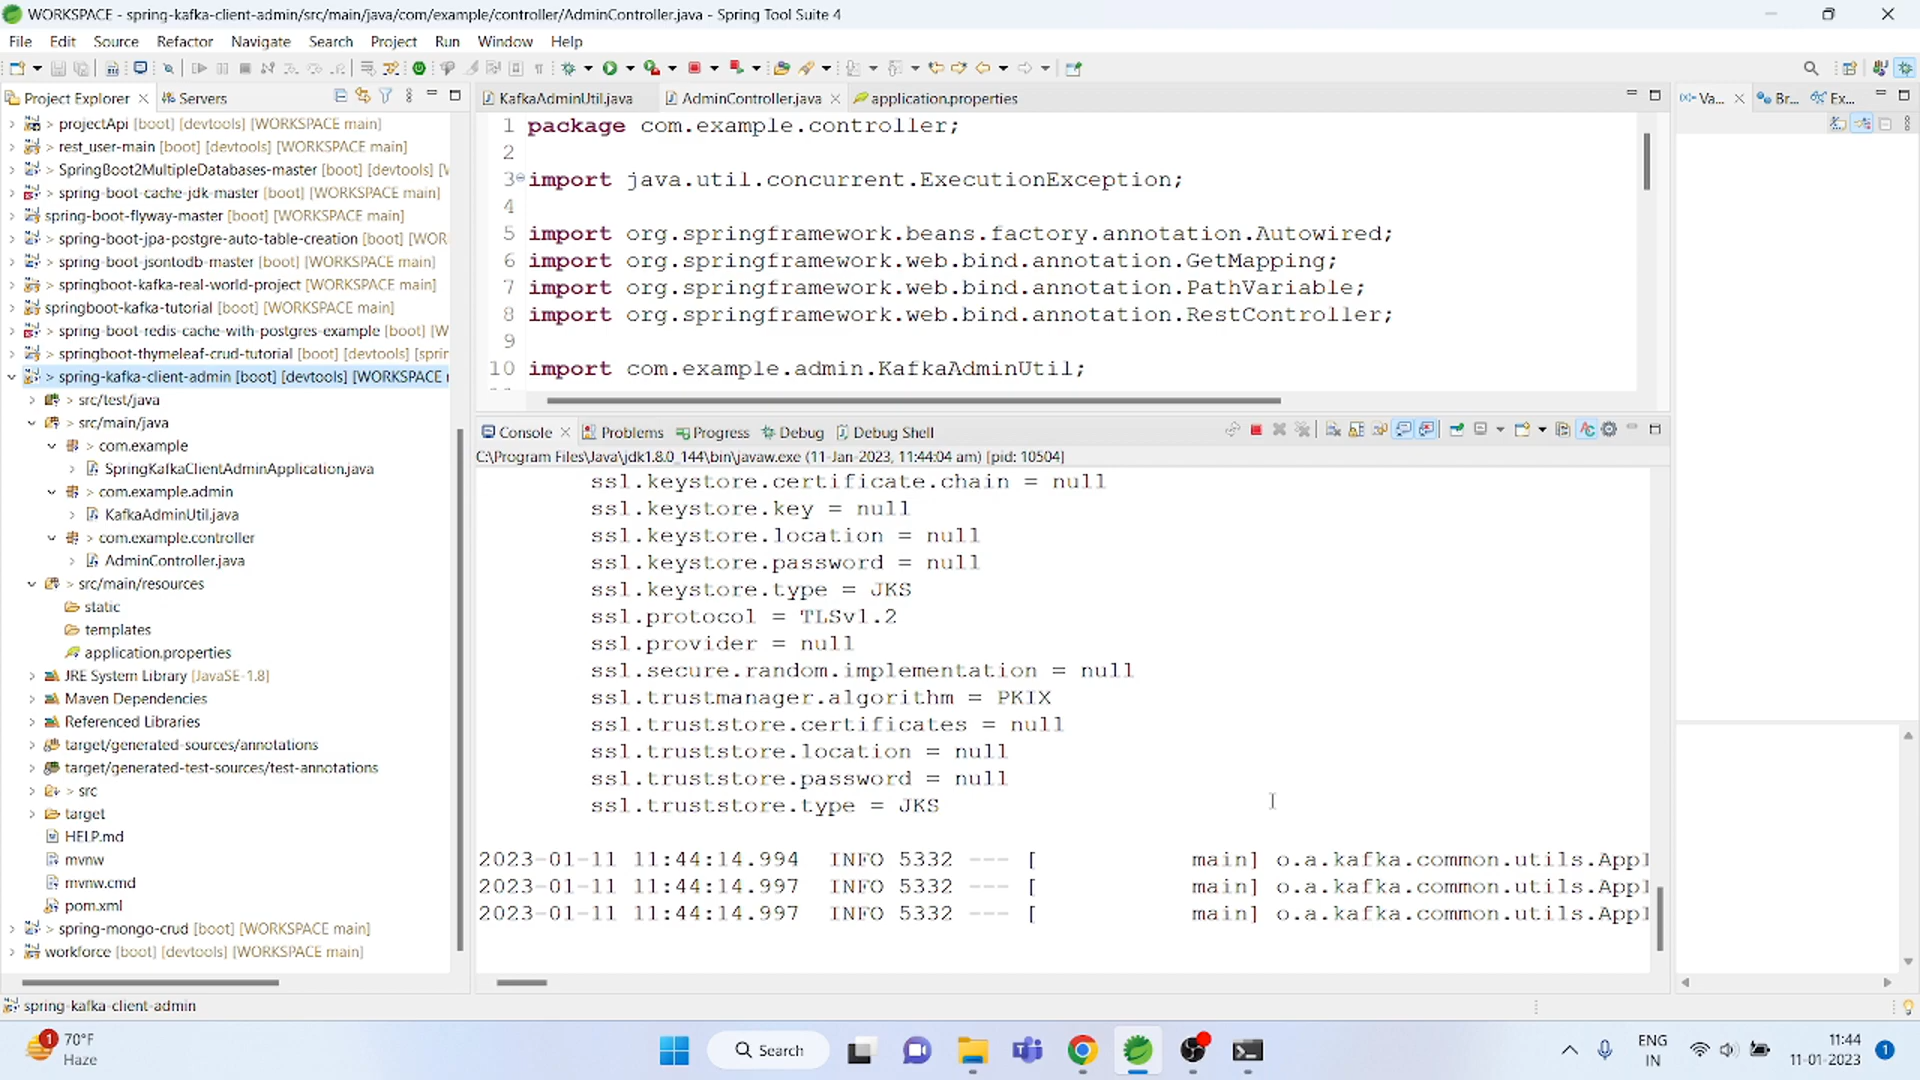 WORKSPACE - spring-kafka-client-admin/src/main/java/com/example/controller/AdminController.java - Spring Tool Suite 4
File Edit Source Refactor Navigate Search Project Run Window Help
Project Explorer Servers
> projectApi [boot] [devtools] [WORKSPACE main]
> rest_user-main [boot] [WORKSPACE main]
> SpringBoot2MultipleDatabases-master [boot] [devtools] [W
> spring-boot-cache-jdk-master [boot] [WORKSPACE main]
spring-boot-flyway-master [boot] [WORKSPACE main]
> spring-boot-jpa-postgre-auto-table-creation [boot] [WOR
> spring-boot-jsontodb-master [boot] [WORKSPACE main]
> spring-boot-kafka-real-world-project [boot] [WORKSPACE main]
springboot-kafka-tutorial [boot] [WORKSPACE main]
> spring-boot-redis-cache-with-postgres-example [boot] [W
> springboot-thymeleaf-crud-tutorial [boot] [devtools] [sprin
> spring-kafka-client-admin [boot] [devtools] [WORKSPACE
> src/test/java
> src/main/java
> com.example
> SpringKafkaClientAdminApplication.java
> com.example.admin
> KafkaAdminUtil.java
> com.example.controller
> AdminController.java
> src/main/resources
static
templates
application.properties
JRE System Library [JavaSE-1.8]
Maven Dependencies
Referenced Libraries
target/generated-sources/annotations
target/generated-test-sources/test-annotations
> src
target
HELP.md
mvnw
mvnw.cmd
pom.xml
> spring-mongo-crud [boot] [WORKSPACE main]
workforce [boot] [devtools] [WORKSPACE main]
KafkaAdminUtil.java AdminController.java application.properties
1 package com.example.controller;
2
3 import java.util.concurrent.ExecutionException;
4
5 import org.springframework.beans.factory.annotation.Autowired;
6 import org.springframework.web.bind.annotation.GetMapping;
7 import org.springframework.web.bind.annotation.PathVariable;
8 import org.springframework.web.bind.annotation.RestController;
9
10 import com.example.admin.KafkaAdminUtil;
Va... Br... Ex...
Console Problems Progress Debug Debug Shell
C:\Program Files\Java\jdk1.8.0_144\bin\javaw.exe (11-Jan-2023, 11:44:04 am) [pid: 10504]
ssl.keystore.certificate.chain = null
ssl.keystore.key = null
ssl.keystore.location = null
ssl.keystore.password = null
ssl.keystore.type = JKS
ssl.protocol = TLSv1.2
ssl.provider = null
ssl.secure.random.implementation = null
ssl.trustmanager.algorithm = PKIX
ssl.truststore.certificates = null
ssl.truststore.location = null
ssl.truststore.password = null
ssl.truststore.type = JKS
2023-01-11 11:44:14.994 INFO 5332 --- [ main] o.a.kafka.common.utils.Appl
2023-01-11 11:44:14.997 INFO 5332 --- [ main] o.a.kafka.common.utils.Appl
2023-01-11 11:44:14.997 INFO 5332 --- [ main] o.a.kafka.common.utils.Appl
spring-kafka-client-admin
1
70°F
Haze
Search
ENG
IN
11:44
11-01-2023
1